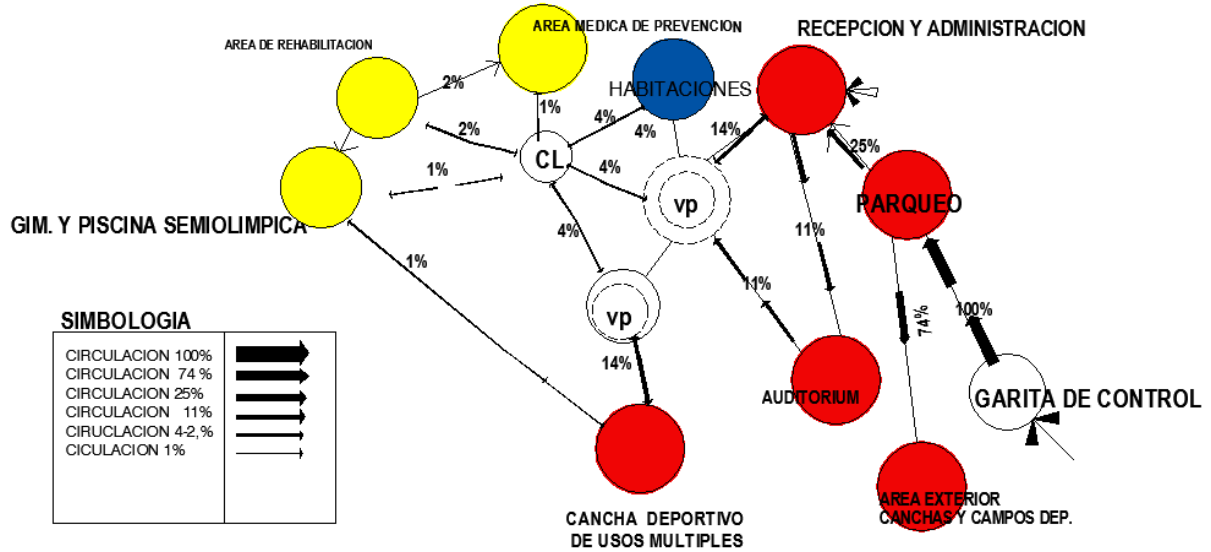 AREA MEDICA DE PREVENCION
RECEPCION Y ADMINISTRACION
AREA DE REHABILITACION
2%
HABITACIONES
1%
4%
4%
14%
25%
2%
CL
4%
1%
vp
PARQUEO
GIM. Y PISCINA SEMIOLIMPICA
4%
11%
1%
11%
vp
100%
74%
14%
SIMBOLOGIA
CIRCULACION 100%
CIRCULACION 74 %
CIRCULACION 25%
CIRCULACION 11%
CIRUCLACION 4-2,%
CICULACION 1%
AUDITORIUM
GARITA DE CONTROL
AREA EXTERIOR
CANCHAS Y CAMPOS DEP.
CANCHA DEPORTIVO
DE USOS MULTIPLES